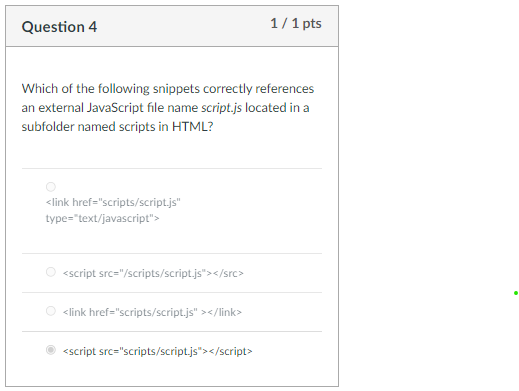 Question 4
1 / 1 pts
Which of the following snippets correctly references
an external JavaScript file name script.js located in a
subfolder named scripts in HTML?
<link href="scripts/script.js"
type="text/javascript">
<script src="/scripts/script.js"></src>
<link href="scripts/script.js" ></link>
<script src="scripts/script.js"></script>